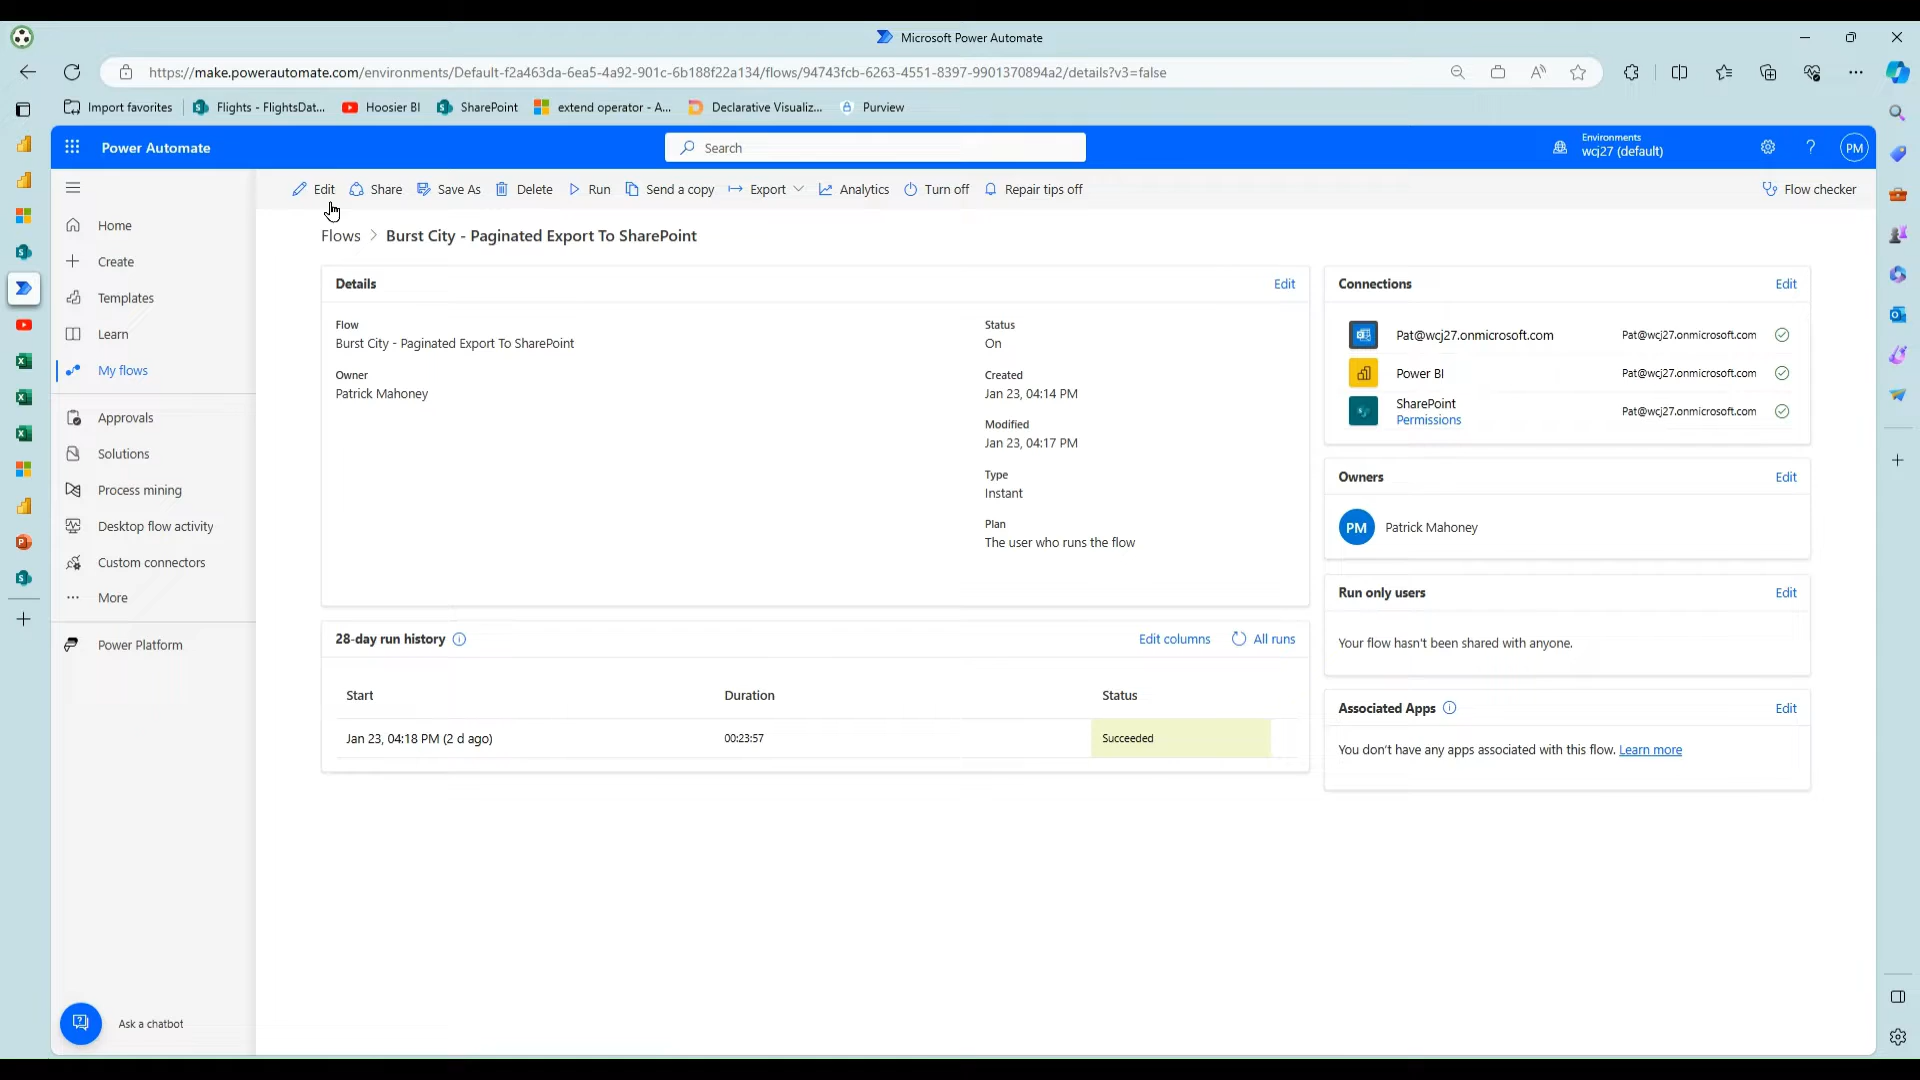 Microsoft Power Automate
https://make.powerautomate.com/environments/Default-f2a463da-6ea5-4a92-901c-6b188f22a134/flows/94743fcb-6263-4551-8397-9901370894a2/details?v3=false
Import favorites Flights - FlightsDat... Hoosier BI SharePoint extend operator - A... Declarative Visualiz... Purview
Power Automate
Search
Environments
wcj27 (default)
PM
Edit Share Save As Delete Run Send a copy Export Analytics Turn off Repair tips off Flow checker
Home
Create
Templates
Learn
My flows
Approvals
Solutions
Process mining
Desktop flow activity
Custom connectors
More
Power Platform
Ask a chatbot
Flows > Burst City - Paginated Export To SharePoint
Details Edit
Flow
Burst City - Paginated Export To SharePoint
Owner
Patrick Mahoney
Status
On
Created
Jan 23, 04:14 PM
Modified
Jan 23, 04:17 PM
Type
Instant
Plan
The user who runs the flow
28-day run history Edit columns All runs
Start Duration Status
Jan 23, 04:18 PM (2 d ago) 00:23:57 Succeeded
Connections Edit
Pat@wcj27.onmicrosoft.com Pat@wcj27.onmicrosoft.com
Power BI Pat@wcj27.onmicrosoft.com
SharePoint Pat@wcj27.onmicrosoft.com
Permissions
Owners Edit
PM Patrick Mahoney
Run only users Edit
Your flow hasn't been shared with anyone.
Associated Apps Edit
You don't have any apps associated with this flow. Learn more